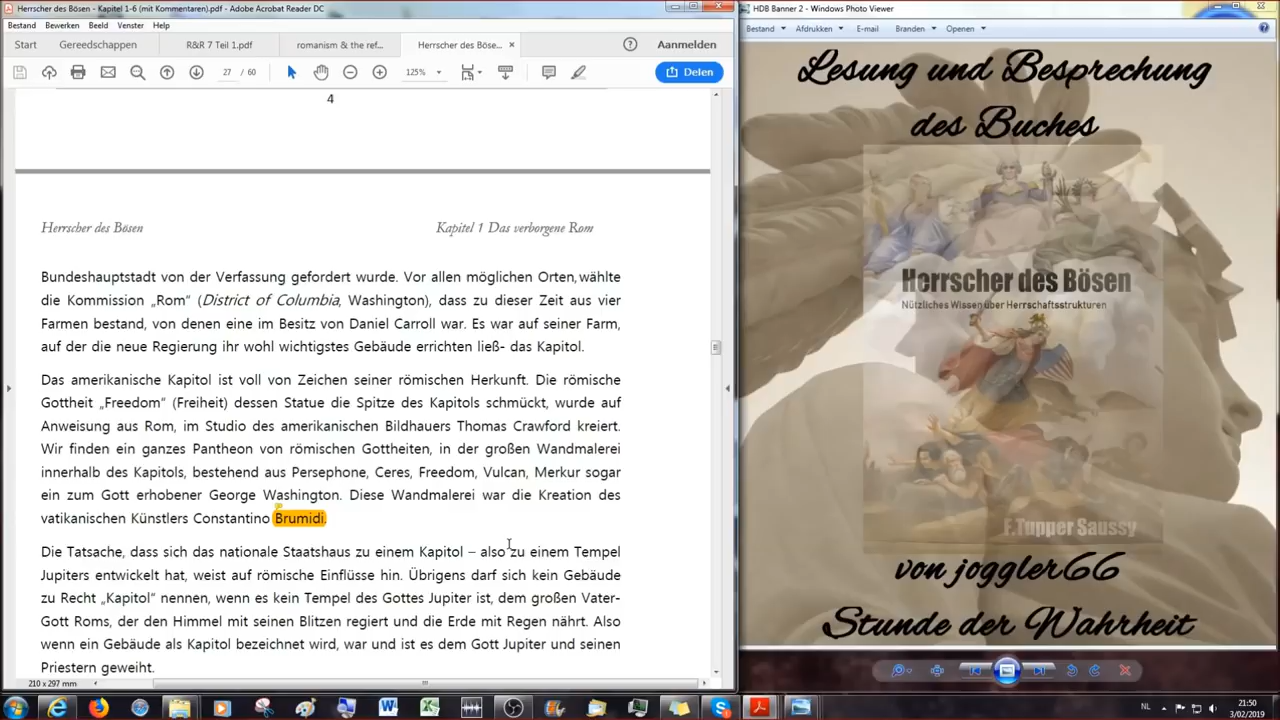 Herrscher des Bösen - Kapitel 1-6 (mit Kommentaren).pdf - Adobe Acrobat Reader DC
Bestand Bewerken Beeld Venster Help
Start Gereedschappen R&R 7 Teil 1.pdf romanism & the ref... Herrscher des Böse... × Aanmelden
27 / 60 125% Delen
4
Herrscher des Bösen Kapitel 1 Das verborgene Rom
Bundeshauptstadt von der Verfassung gefordert wurde. Vor allen möglichen Orten, wählte
die Kommission „Rom“ (District of Columbia, Washington), dass zu dieser Zeit aus vier
Farmen bestand, von denen eine im Besitz von Daniel Carroll war. Es war auf seiner Farm,
auf der die neue Regierung ihr wohl wichtigstes Gebäude errichten ließ- das Kapitol.
Das amerikanische Kapitol ist voll von Zeichen seiner römischen Herkunft. Die römische
Gottheit „Freedom“ (Freiheit) dessen Statue die Spitze des Kapitols schmückt, wurde auf
Anweisung aus Rom, im Studio des amerikanischen Bildhauers Thomas Crawford kreiert.
Wir finden ein ganzes Pantheon von römischen Gottheiten, in der großen Wandmalerei
innerhalb des Kapitols, bestehend aus Persephone, Ceres, Freedom, Vulcan, Merkur sogar
ein zum Gott erhobener George Washington. Diese Wandmalerei war die Kreation des
vatikanischen Künstlers Constantino Brumidi.
Die Tatsache, dass sich das nationale Staatshaus zu einem Kapitol – also zu einem Tempel
Jupiters entwickelt hat, weist auf römische Einflüsse hin. Übrigens darf sich kein Gebäude
zu Recht „Kapitol“ nennen, wenn es kein Tempel des Gottes Jupiter ist, dem großen Vater-
Gott Roms, der den Himmel mit seinen Blitzen regiert und die Erde mit Regen nährt. Also
wenn ein Gebäude als Kapitol bezeichnet wird, war und ist es dem Gott Jupiter und seinen
Priestern geweiht.
210 x 297 mm
HDB Banner 2 - Windows Photo Viewer
Bestand Afdrukken E-mail Branden Openen
Lesung und Besprechung
des Buches
Herrscher des Bösen
Nützliches Wissen über Herrschaftsstrukturen
F.Tupper Saussy
von joggler66
Stunde der Wahrheit
NL
21:50
3/02/2019